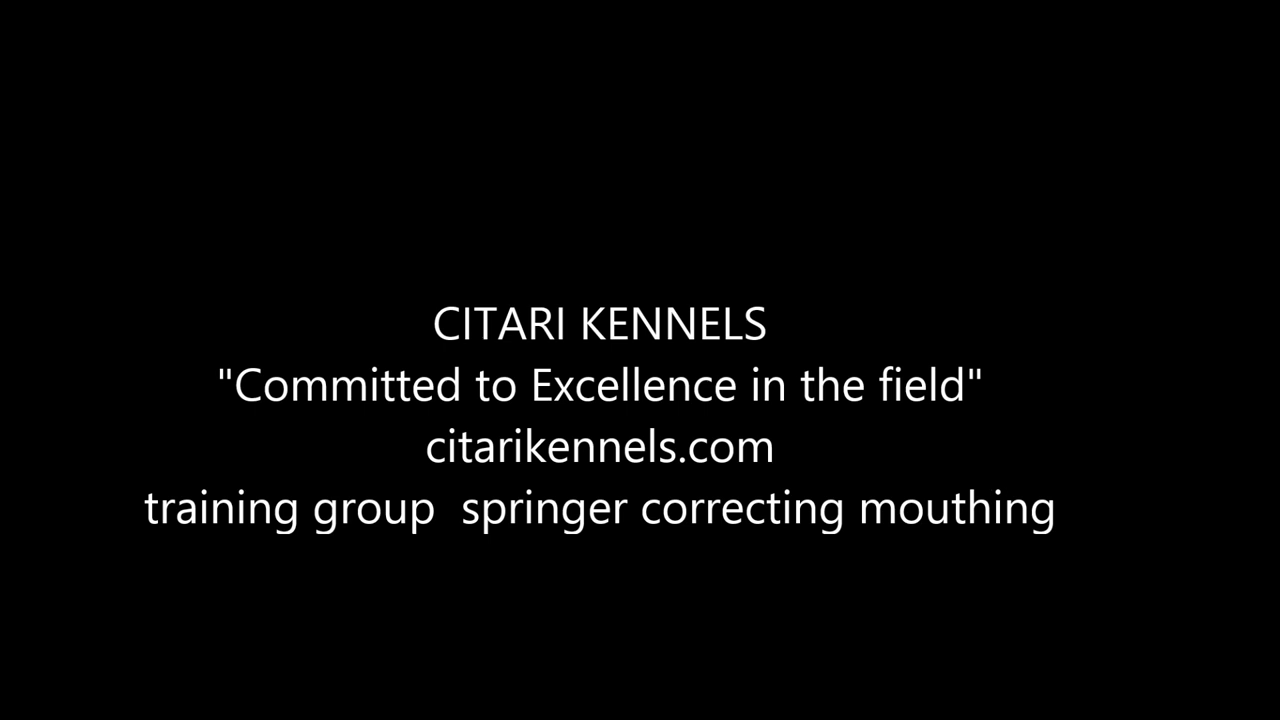 CITARI KENNELS
"Committed to Excellence in the field"
citarikennels.com
training group  springer correcting mouthing